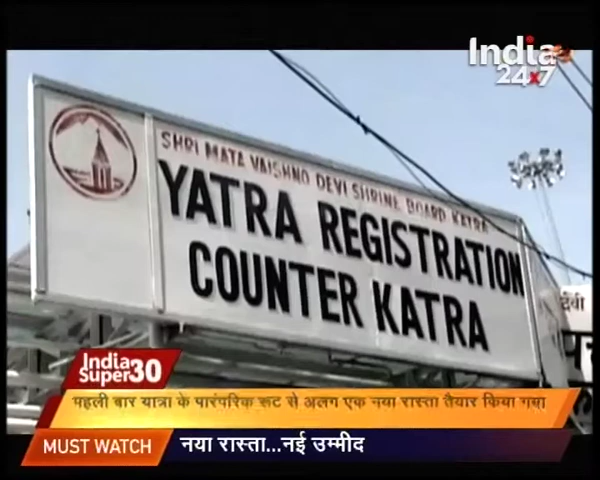 India
24x7
SHRI MATA VAISHNO DEVI SHRINE BOARD KATRA
YATRA REGISTRATION
COUNTER KATRA
देवी
India
Super30
पहली बार यात्रा के पारंपरिक रूट से अलग एक नया रास्ता तैयार किया गया
MUST WATCH
नया रास्ता...नई उम्मीद